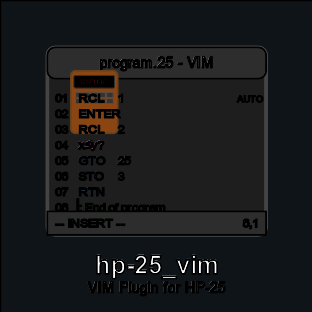 program.25 - VIM
01 RCL 1 AUTO
02 ENTER
03 RCL 2
04 x≥y?
05 GTO 25
06 STO 3
07 RTN
08 : End of program
-- INSERT -- 8,1
hp-25_vim
VIM Plugin for HP-25